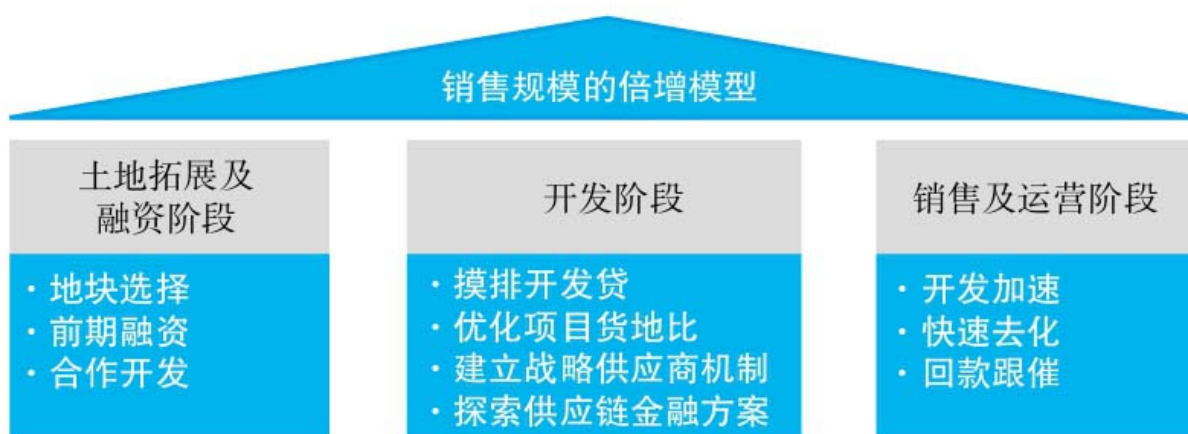 销售规模的倍增模型
土地拓展及
融资阶段
· 地块选择
· 前期融资
· 合作开发
开发阶段
· 摸排开发贷
· 优化项目货地比
· 建立战略供应商机制
· 探索供应链金融方案
销售及运营阶段
· 开发加速
· 快速去化
· 回款跟催